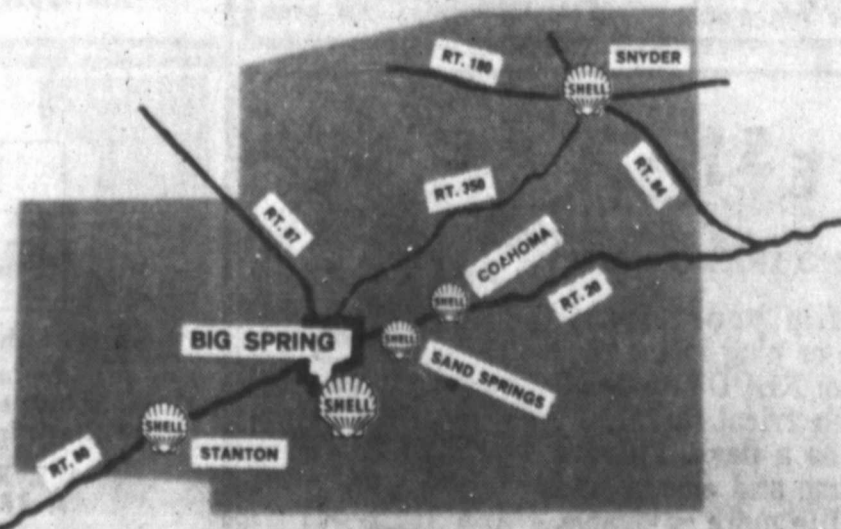 RT. 180
SNYDER
SHELL
RT. 84
RT. 350
RT. 87
COAHOMA
SHELL
RT. 20
BIG SPRING
SHELL
SAND SPRINGS
SHELL
SHELL
STANTON
RT. 80